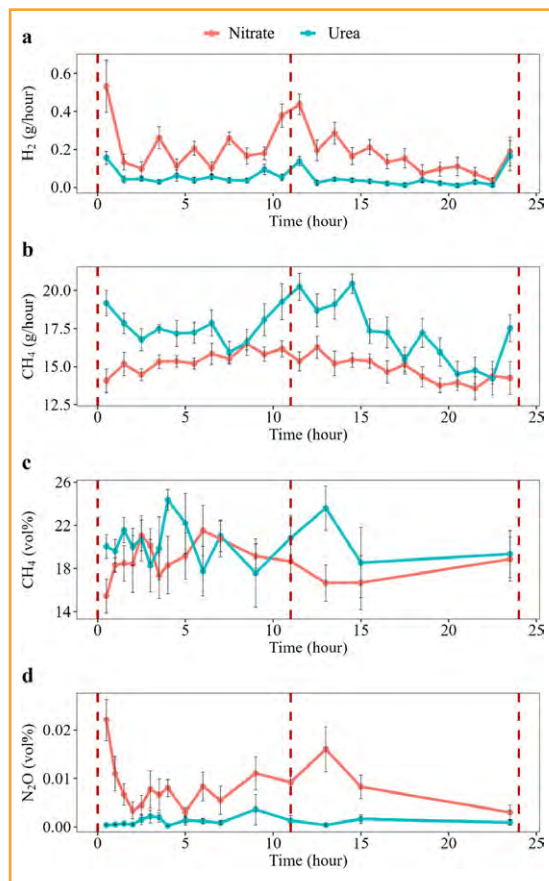 a
Nitrate Urea
H₂ (g/hour)
0.6
0.4
0.2
0.0
0 5 10 15 20 25
Time (hour)
b
CH₄ (g/hour)
20.0
17.5
15.0
12.5
0 5 10 15 20 25
Time (hour)
c
CH₄ (vol%)
26
22
18
14
0 5 10 15 20 25
Time (hour)
d
N₂O (vol%)
0.02
0.01
0.00
0 5 10 15 20 25
Time (hour)